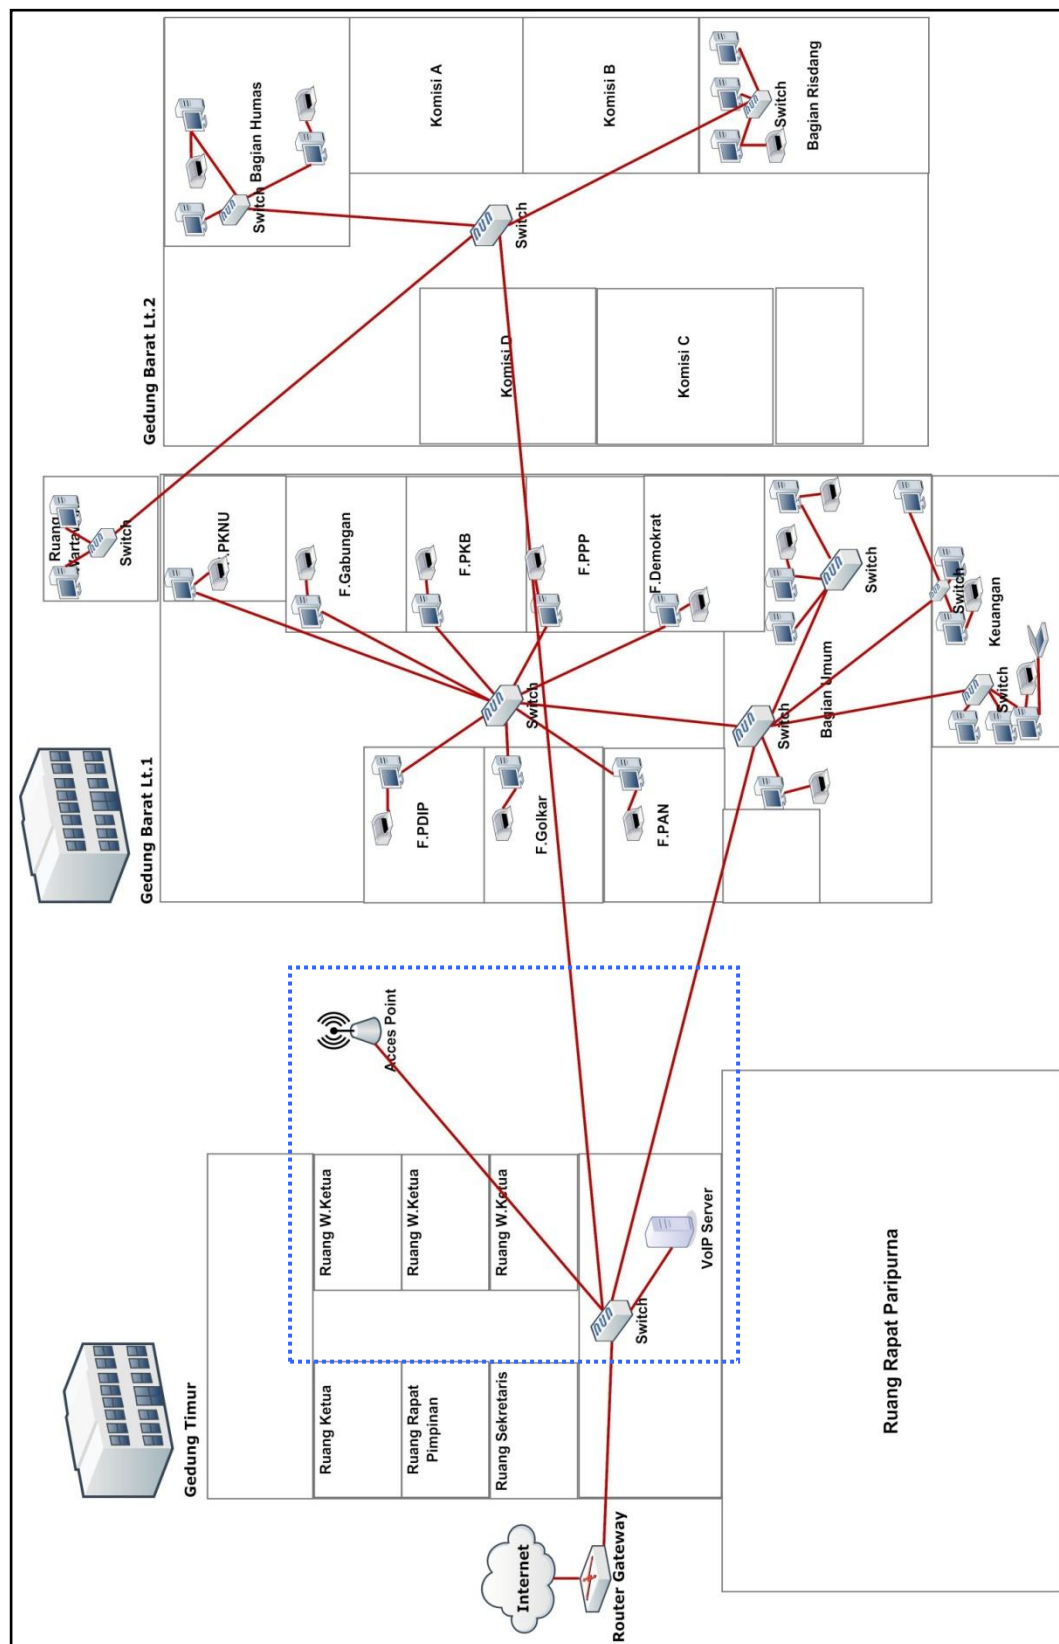 Gedung Timur
Ruang Ketua
Ruang Rapat
Pimpinan
Ruang Sekretaris
Ruang W.Ketua
Ruang W.Ketua
Ruang W.Ketua
Acces Point
Switch
VoIP Server
Internet
Router Gateway
Ruang Rapat Paripurna
Gedung Barat Lt.1
F.PDIP
F.Golkar
F.PAN
Switch
Switch
Bagian Umum
Ruang
Switch
.PKNU
F.Gabungan
F.PKB
F.PPP
F.Demokrat
Switch
Switch
Keuangan
Switch
Gedung Barat Lt.2
Komisi D
Komisi C
Switch
Switch
Bagian Humas
Komisi A
Komisi B
Switch
Bagian Risdang